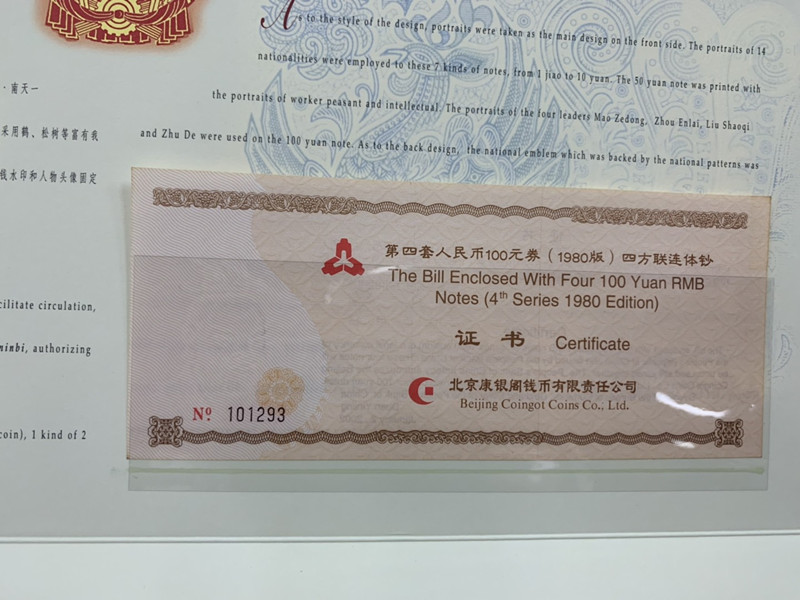 As to the style of the design, portraits were taken as the main design on the front side. The portraits of 14
nationalities were employed to these 7 kinds of notes, from 1 jiao to 10 yuan. The 50 yuan note was printed with
the portraits of worker peasant and intellectual. The portraits of the four leaders Mao Zedong, Zhou Enlai, Liu Shaoqi
and Zhu De were used on the 100 yuan note. As to the back design, the national emblem which was backed by the national patterns was
·南天一
采用鹤、松树等富有我
钱水印和人物头像固定
cilitate circulation,
minbi, authorizing
coin), 1 kind of 2
第四套人民币100元券（1980版）四方联连体钞
The Bill Enclosed With Four 100 Yuan RMB
Notes (4th Series 1980 Edition)
证书 Certificate
北京康银阁钱币有限责任公司
Beijing Coingot Coins Co., Ltd.
Nº 101293